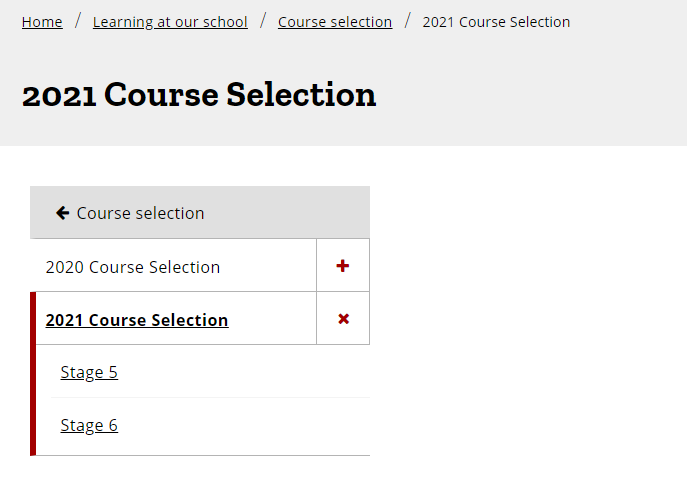 Home / Learning at our school / Course selection / 2021 Course Selection
2021 Course Selection
Course selection
2020 Course Selection
2021 Course Selection
Stage 5
Stage 6